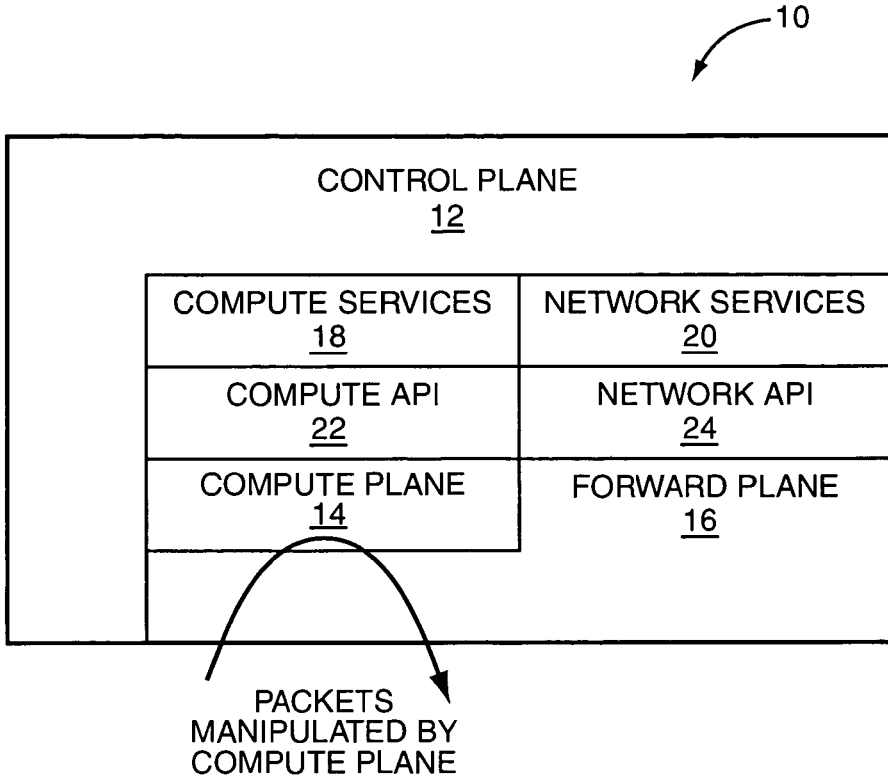 10
CONTROL PLANE
12
COMPUTE SERVICES
18
NETWORK SERVICES
20
COMPUTE API
22
NETWORK API
24
COMPUTE PLANE
14
FORWARD PLANE
16
PACKETS
MANIPULATED BY
COMPUTE PLANE